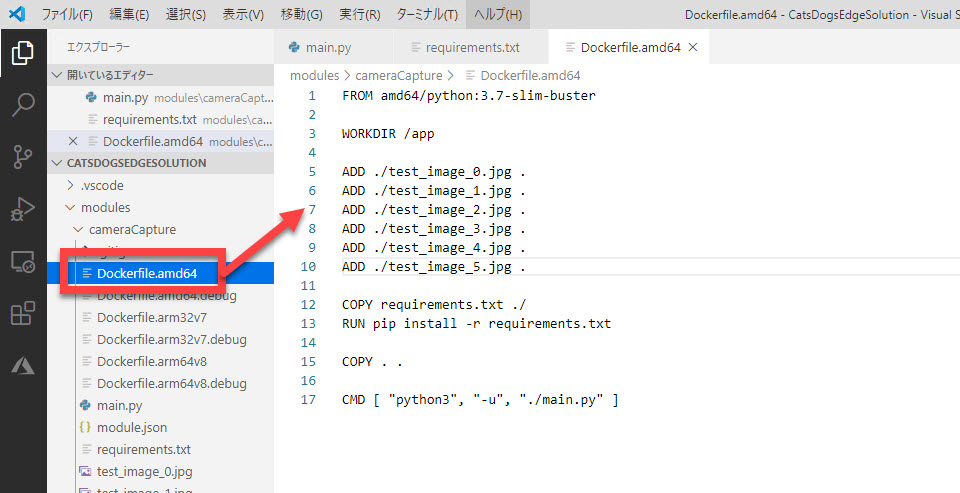 ファイル(F) 編集(E) 選択(S) 表示(V) 移動(G) 実行(R) ターミナル(T) ヘルプ(H) Dockerfile.amd64 - CatsDogsEdgeSolution - Visual S
エクスプローラー
開いているエディター
main.py modules\cameraCapt...
requirements.txt modules\ca...
Dockerfile.amd64 modules\c...
CATSDOGSEDGESOLUTION
.vscode
modules
cameraCapture
Dockerfile.amd64
Dockerfile.amd64.debug
Dockerfile.arm32v7
Dockerfile.arm32v7.debug
Dockerfile.arm64v8
Dockerfile.arm64v8.debug
main.py
module.json
requirements.txt
test_image_0.jpg
test_image_1.jpg
main.py requirements.txt Dockerfile.amd64
modules > cameraCapture > Dockerfile.amd64
1 FROM amd64/python:3.7-slim-buster
2
3 WORKDIR /app
4
5 ADD ./test_image_0.jpg .
6 ADD ./test_image_1.jpg .
7 ADD ./test_image_2.jpg .
8 ADD ./test_image_3.jpg .
9 ADD ./test_image_4.jpg .
10 ADD ./test_image_5.jpg .
11
12 COPY requirements.txt ./
13 RUN pip install -r requirements.txt
14
15 COPY . .
16
17 CMD [ "python3", "-u", "./main.py" ]